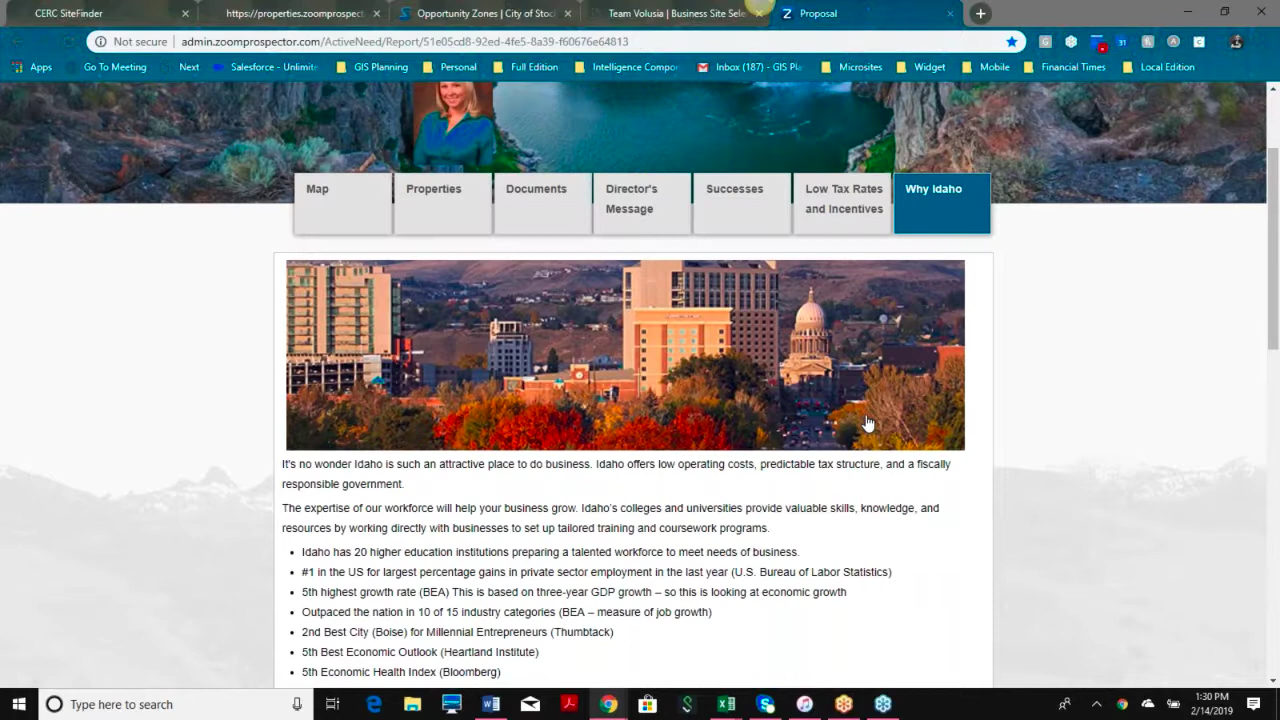 CERC SiteFinder
https://properties.zoomprospect
Opportunity Zones | City of Stoc
Team Volusia | Business Site Sele
Proposal
Not secure | admin.zoomprospector.com/ActiveNeed/Report/51e05cd8-92ed-4fe5-8a39-f60676e64813
Apps Go To Meeting Next Salesforce - Unlimite GIS Planning Personal Full Edition Intelligence Compon Inbox (187) - GIS Pla Microsites Widget Mobile Financial Times Local Edition
Map
Properties
Documents
Director's
Message
Successes
Low Tax Rates
and Incentives
Why Idaho
It's no wonder Idaho is such an attractive place to do business. Idaho offers low operating costs, predictable tax structure, and a fiscally
responsible government.
The expertise of our workforce will help your business grow. Idaho's colleges and universities provide valuable skills, knowledge, and
resources by working directly with businesses to set up tailored training and coursework programs.
• Idaho has 20 higher education institutions preparing a talented workforce to meet needs of business.
• #1 in the US for largest percentage gains in private sector employment in the last year (U.S. Bureau of Labor Statistics)
• 5th highest growth rate (BEA) This is based on three-year GDP growth – so this is looking at economic growth
• Outpaced the nation in 10 of 15 industry categories (BEA – measure of job growth)
• 2nd Best City (Boise) for Millennial Entrepreneurs (Thumbtack)
• 5th Best Economic Outlook (Heartland Institute)
• 5th Economic Health Index (Bloomberg)
Type here to search
1:30 PM
2/14/2019